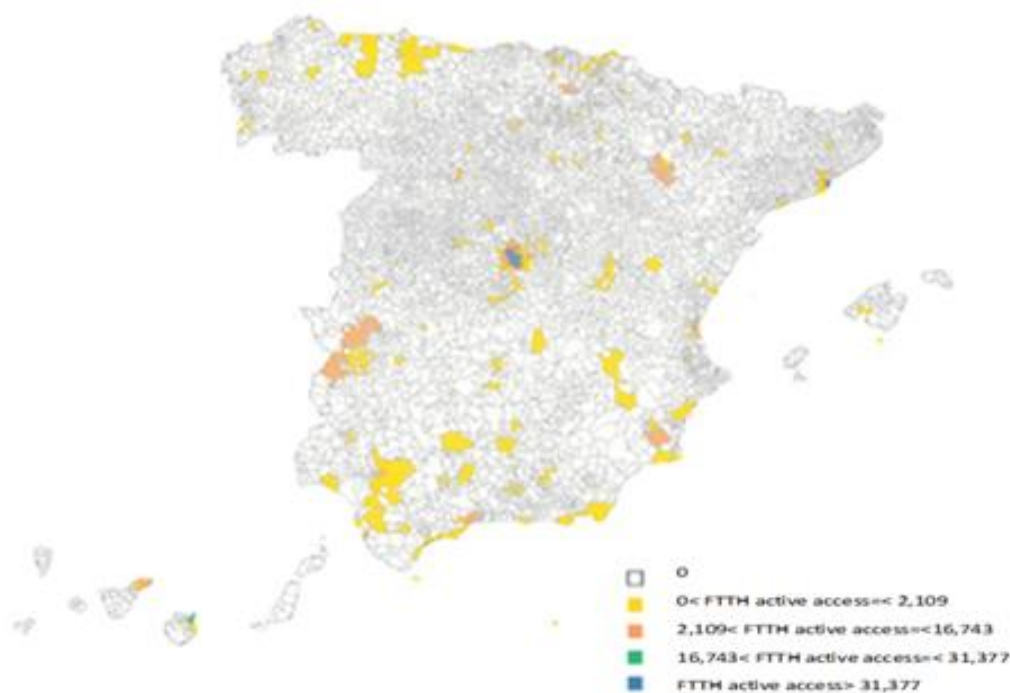 0
0< FTTH active access=< 2,109
2,109< FTTH active access=<16,743
16,743< FTTH active access=< 31,377
FTTH active access> 31,377